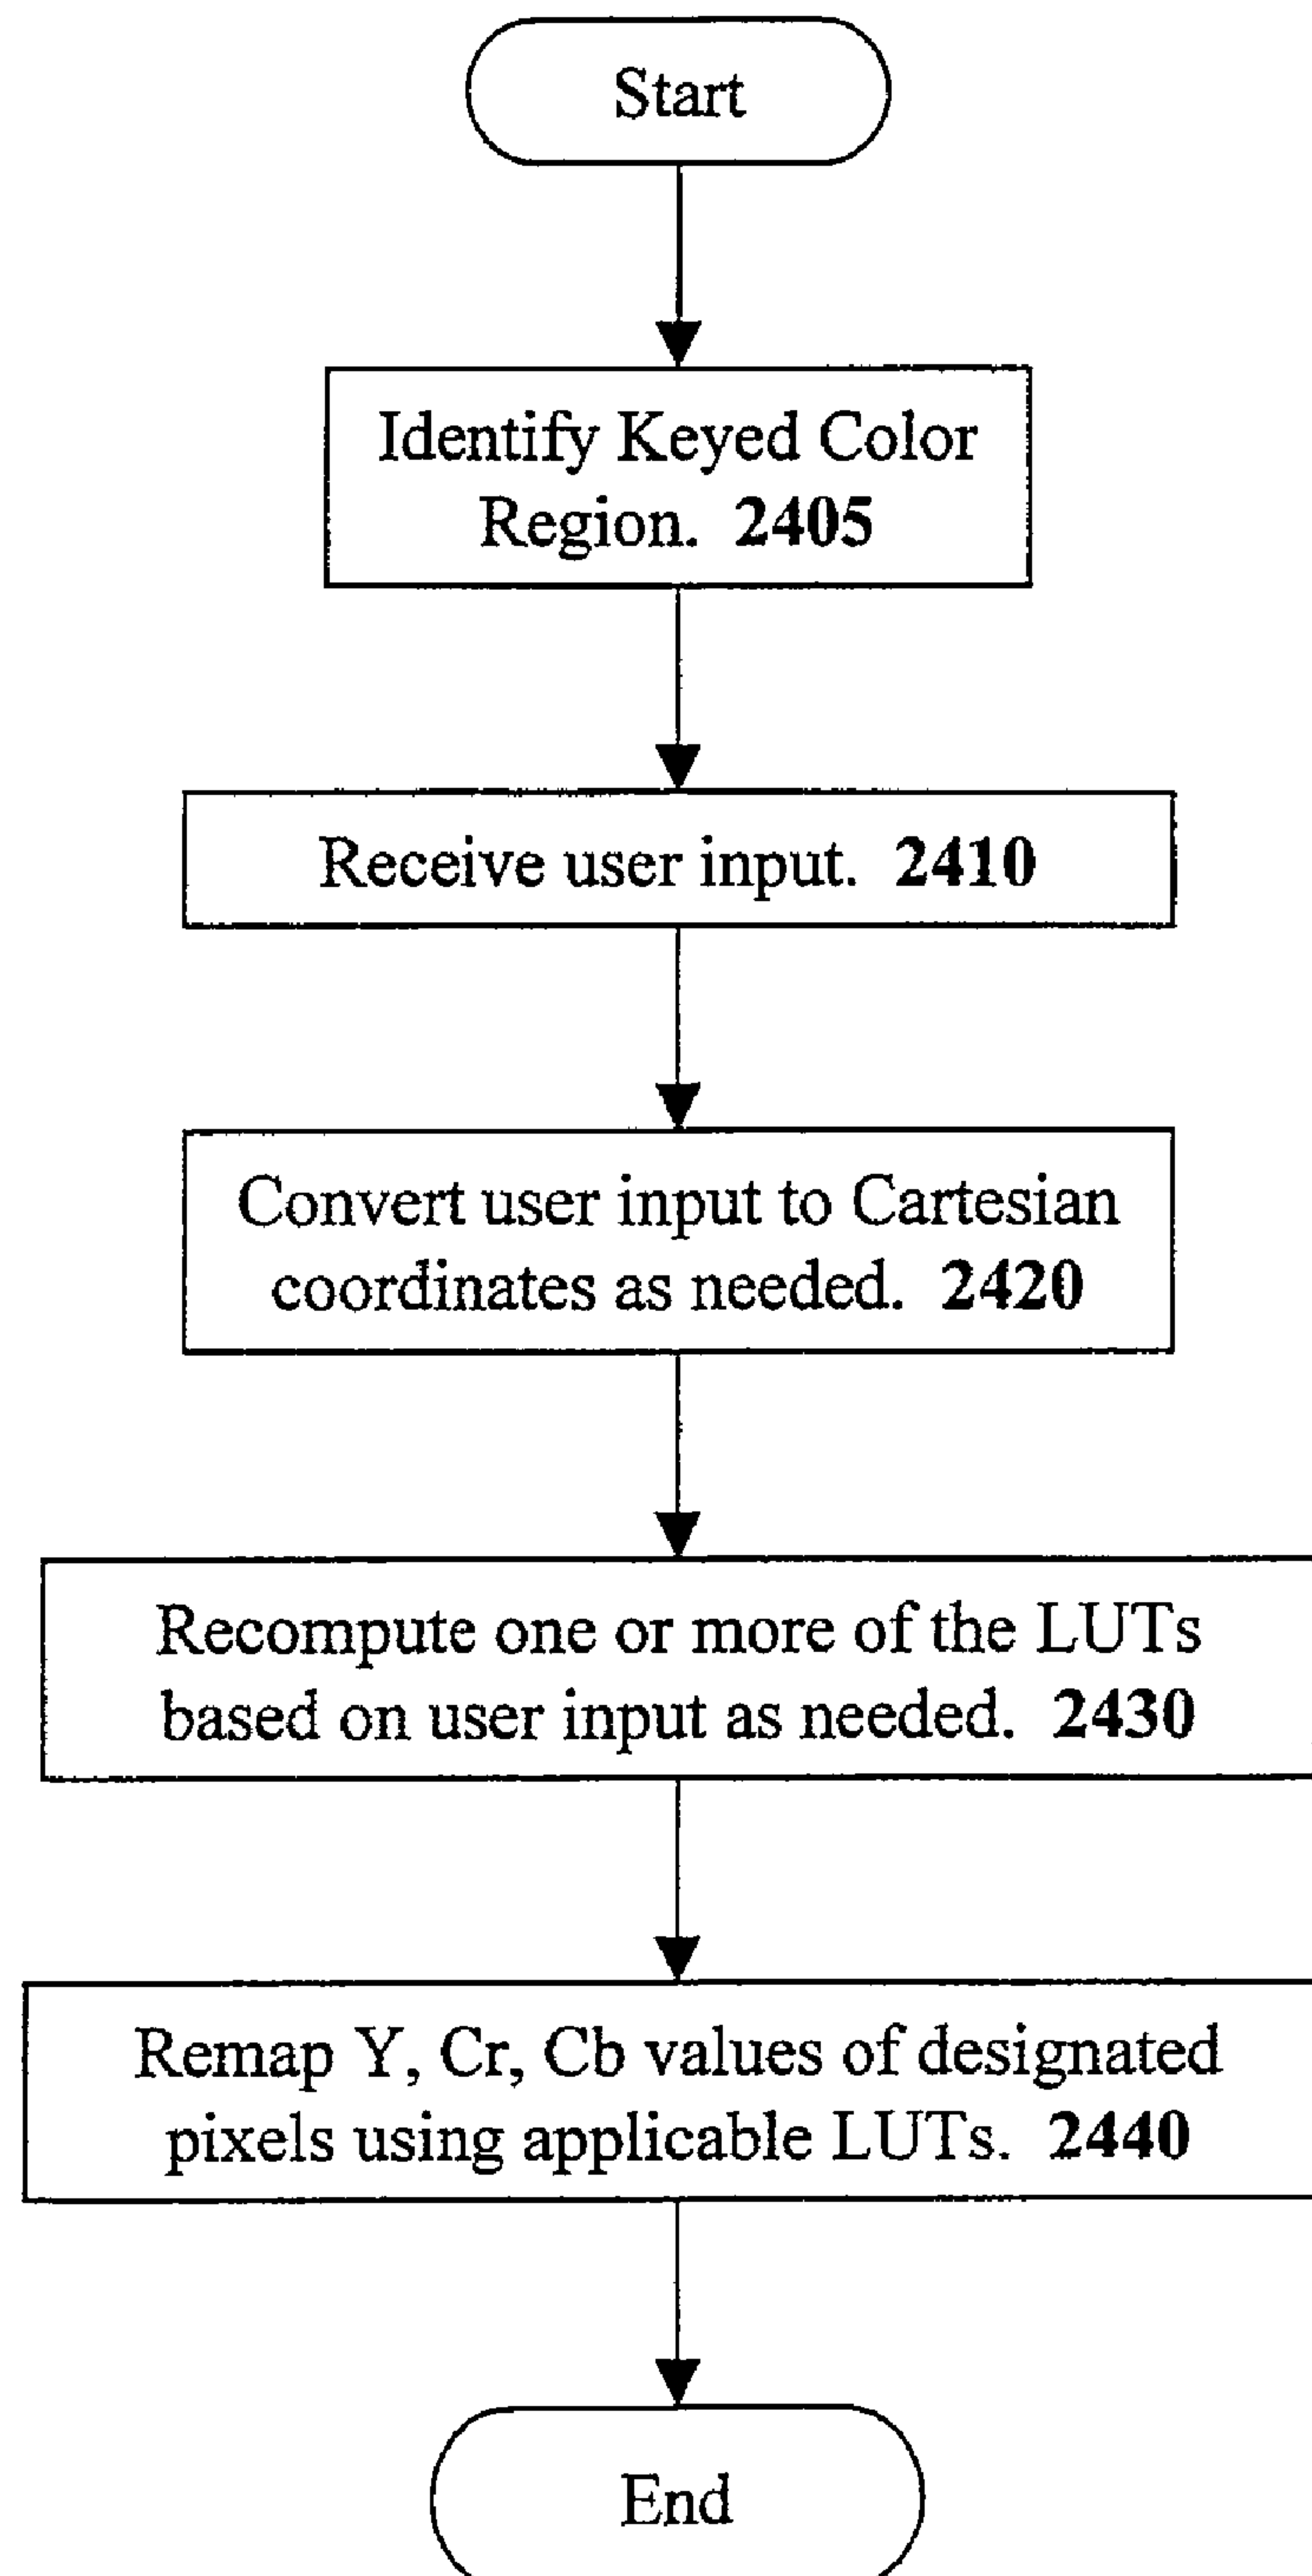 Start
Identify Keyed Color
Region. 2405
Receive user input. 2410
Convert user input to Cartesian
coordinates as needed. 2420
Recompute one or more of the LUTs
based on user input as needed. 2430
Remap Y, Cr, Cb values of designated
pixels using applicable LUTs. 2440
End